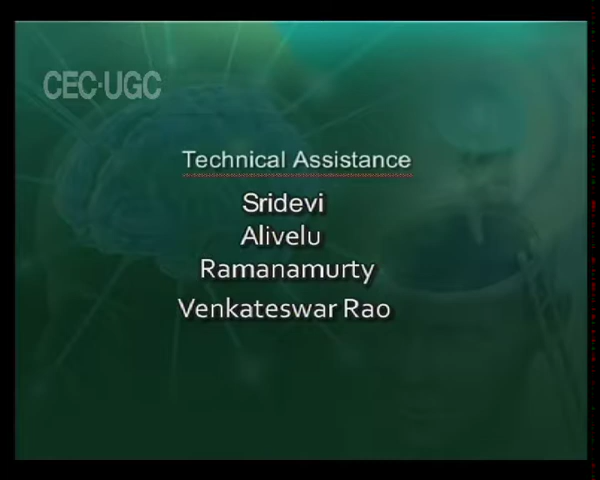 CEC-UGC
Technical Assistance
Sridevi
Alivelu
Ramanamurty
Venkateswar Rao